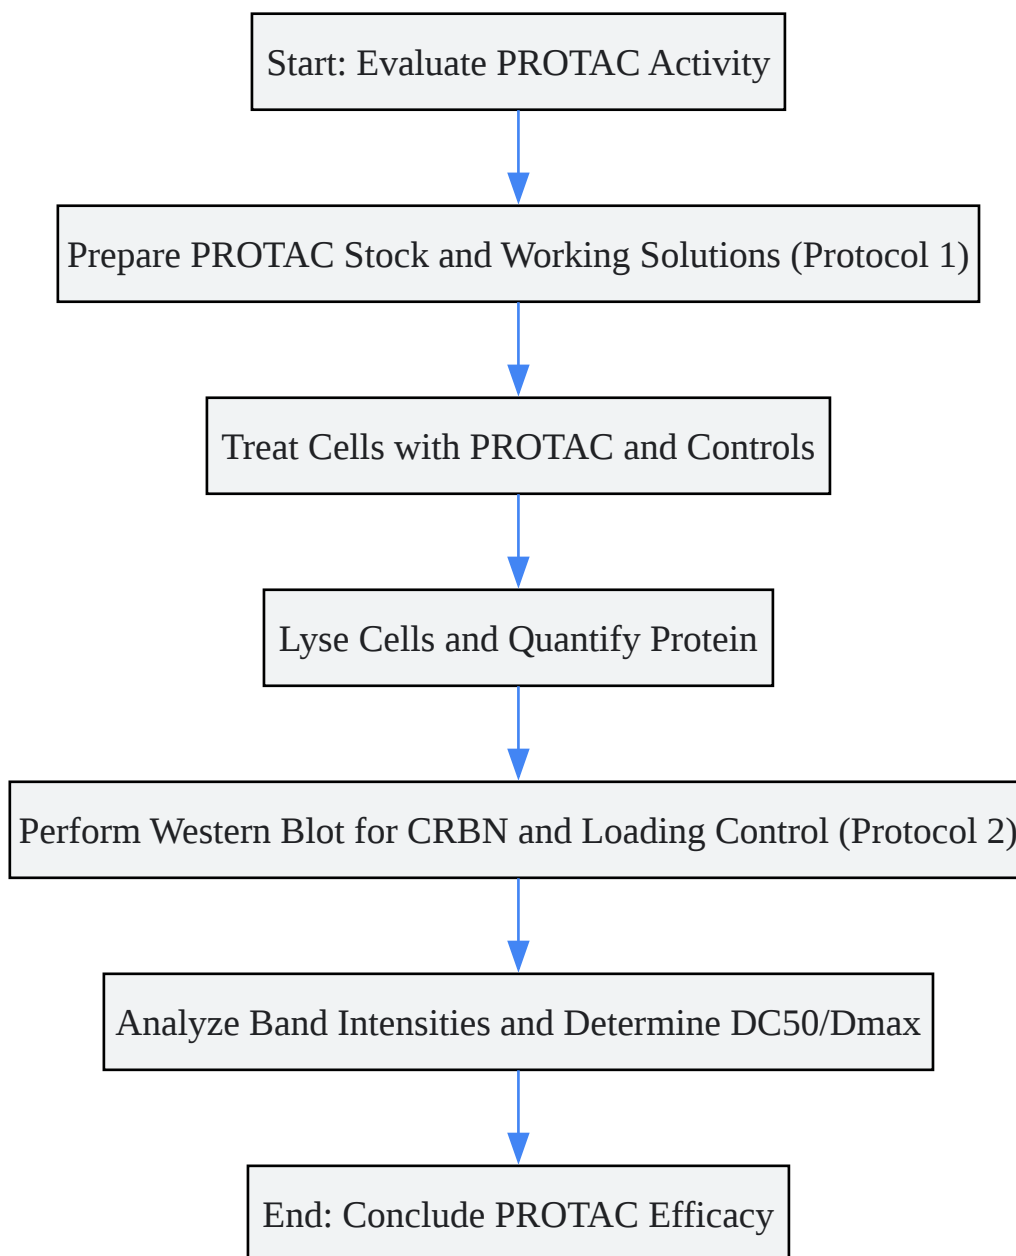 Start: Evaluate PROTAC Activity
Prepare PROTAC Stock and Working Solutions (Protocol 1)
Treat Cells with PROTAC and Controls
Lyse Cells and Quantify Protein
Perform Western Blot for CRBN and Loading Control (Protocol 2)
Analyze Band Intensities and Determine DC50/Dmax
End: Conclude PROTAC Efficacy